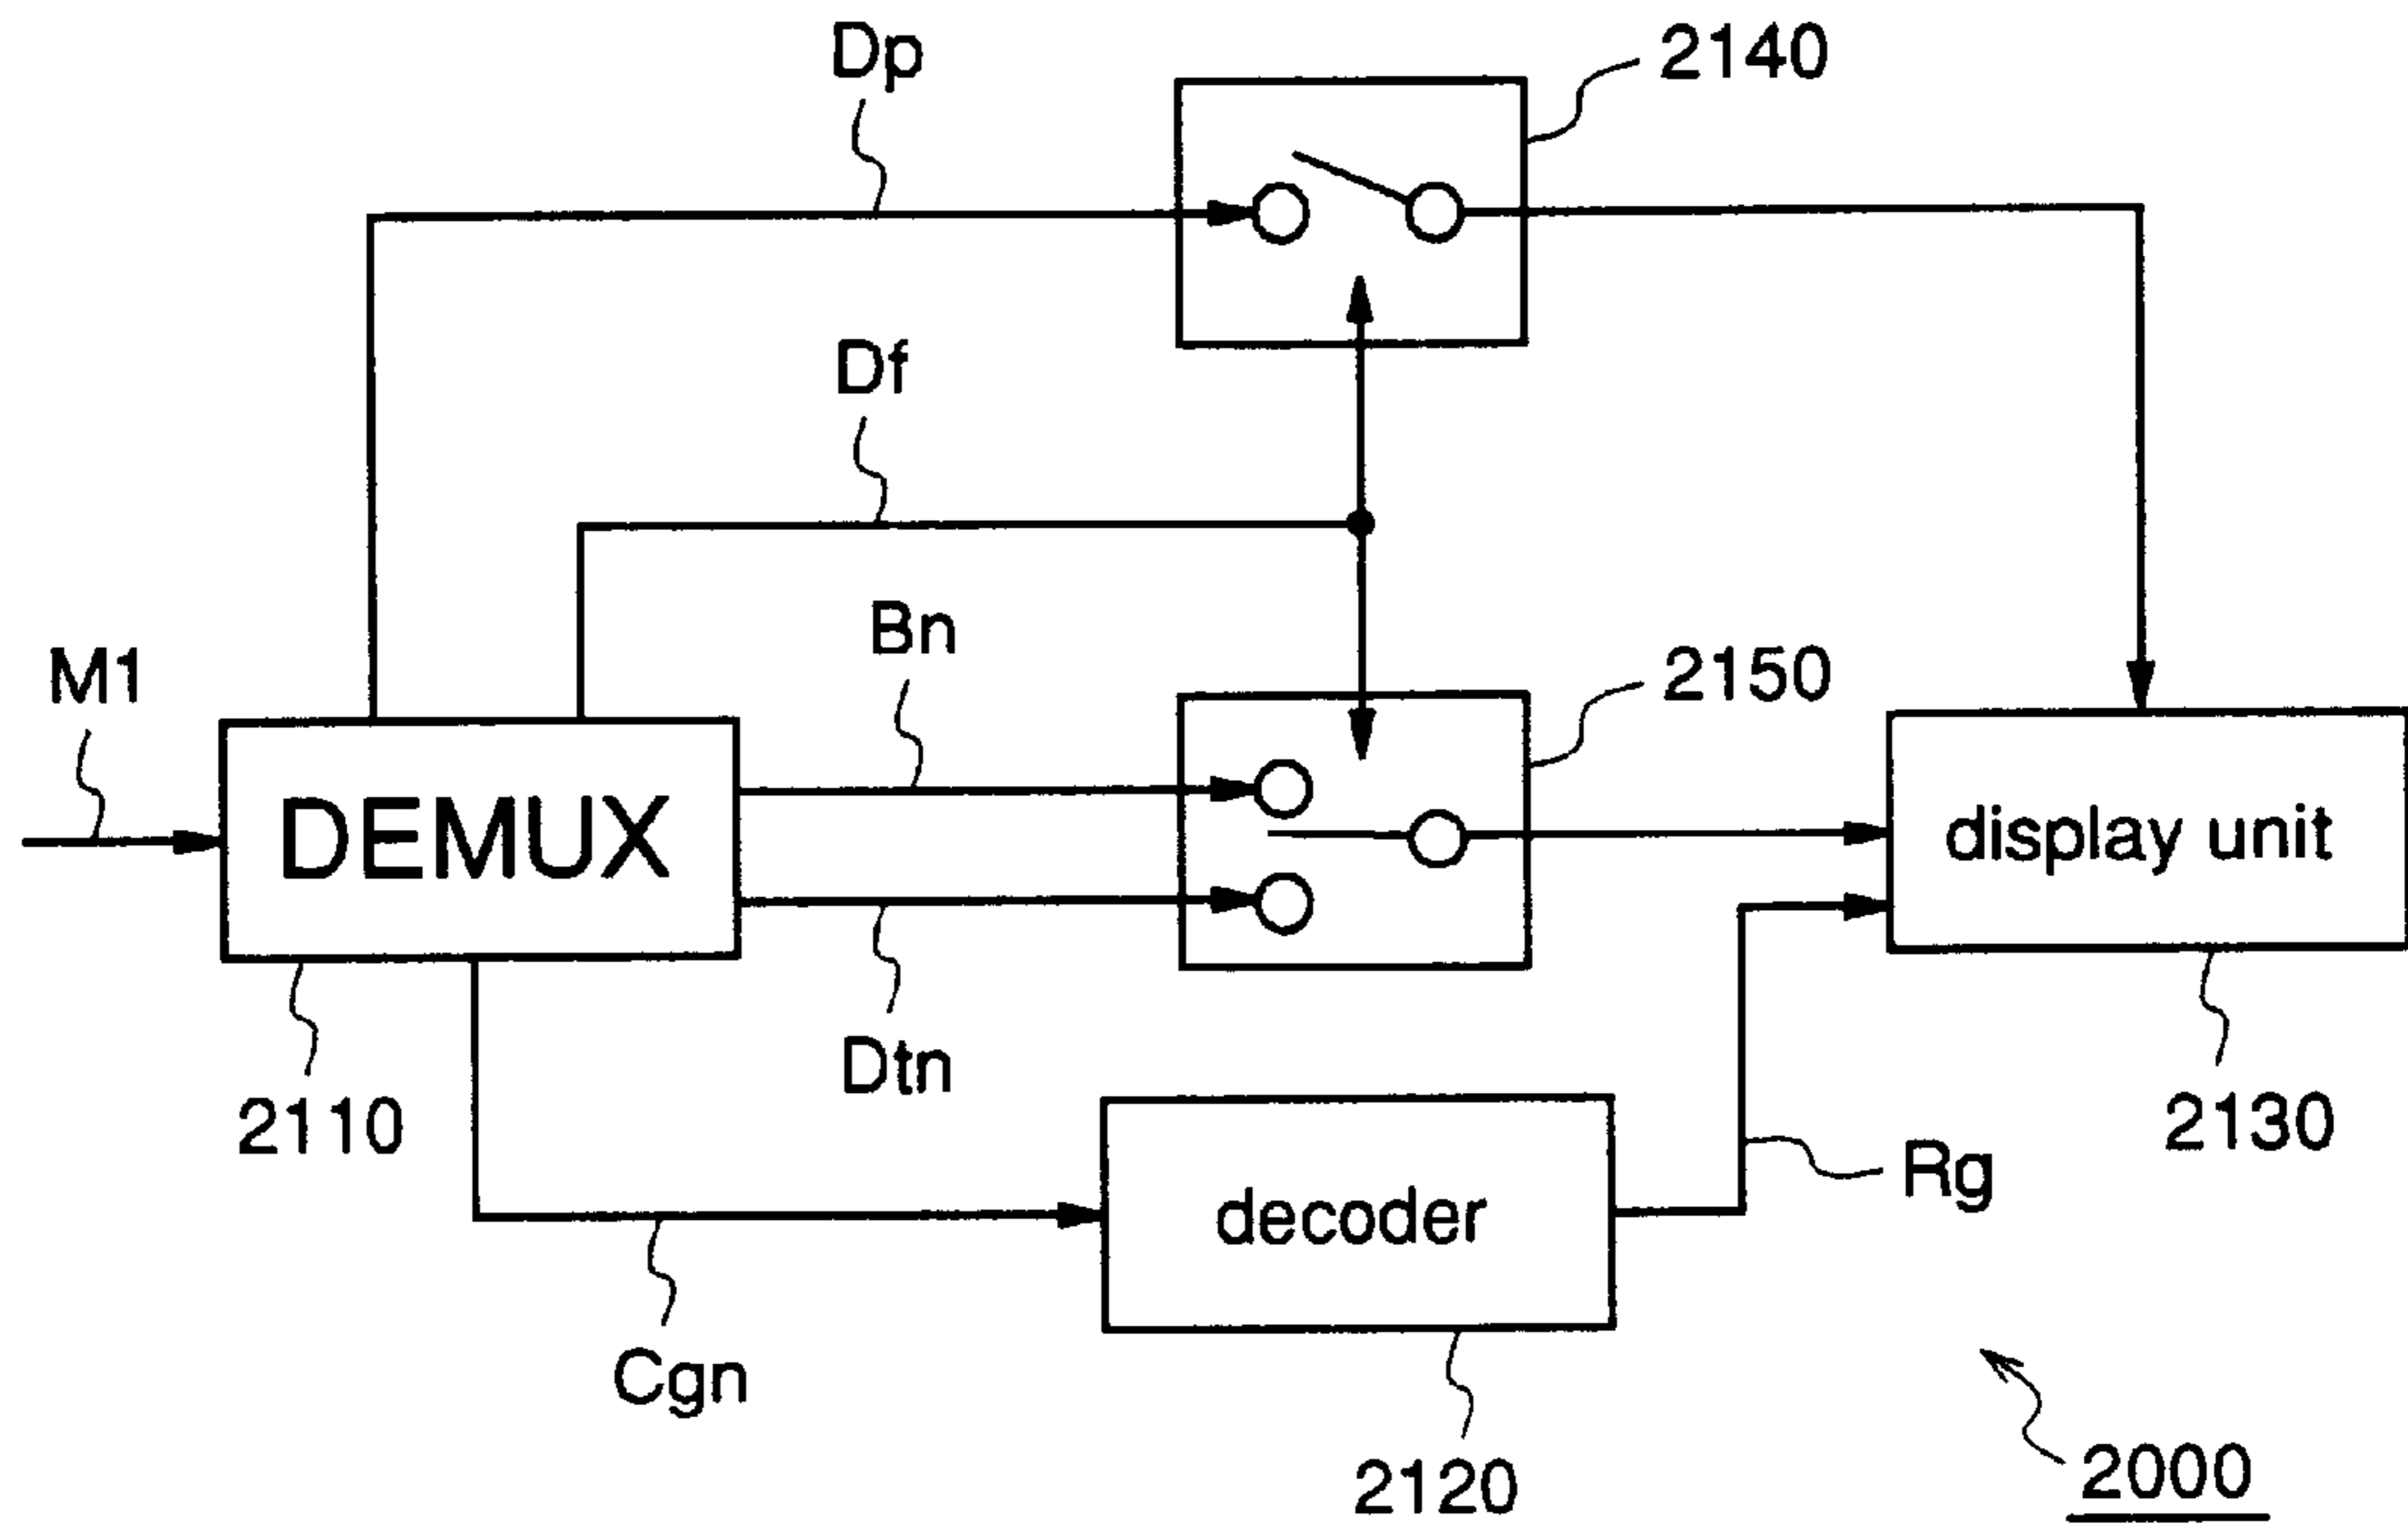 Dp
2140
Df
Bn
M1
2150
DEMUX
display unit
Dtn
2110
2130
Rg
decoder
Cgn
2120
2000